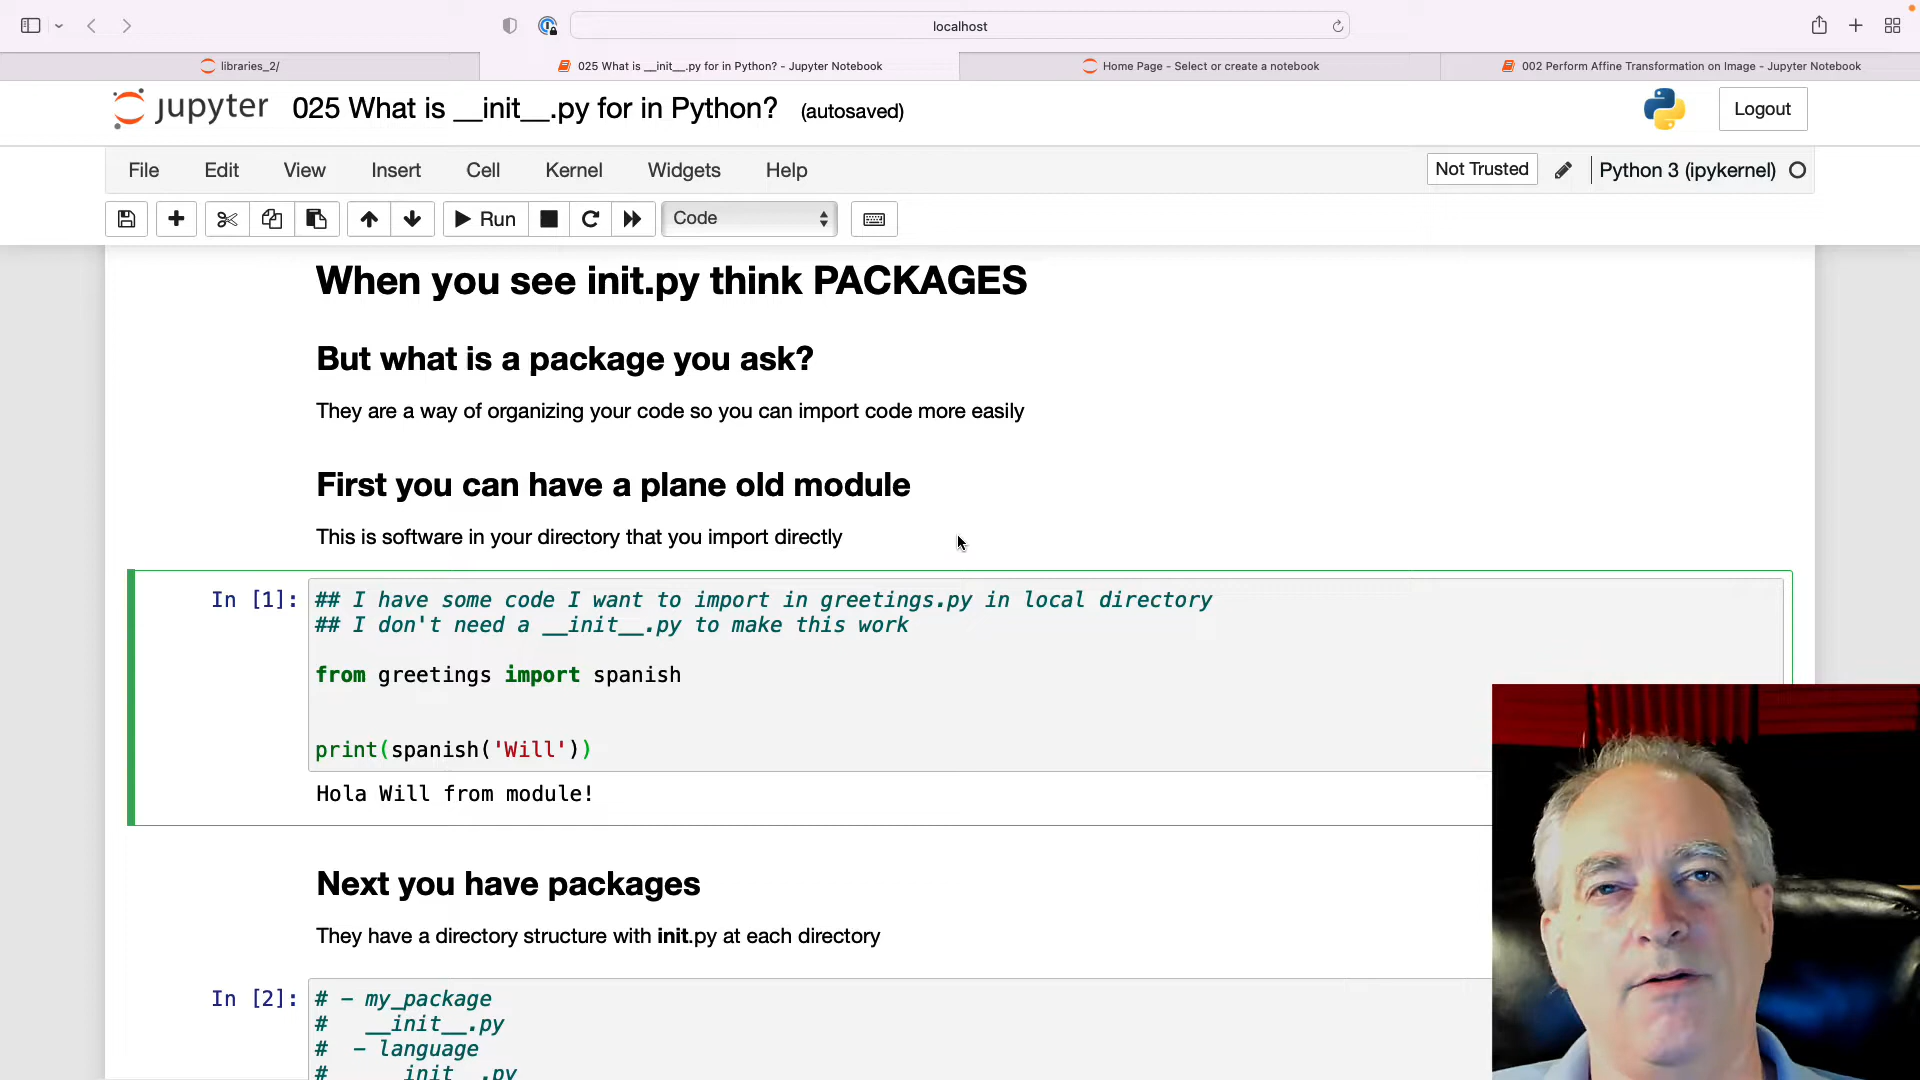 localhost
libraries_2/
025 What is __init__.py for in Python? - Jupyter Notebook
Home Page - Select or create a notebook
002 Perform Affine Transformation on Image - Jupyter Notebook
jupyter 025 What is __init__.py for in Python? (autosaved)
Logout
File Edit View Insert Cell Kernel Widgets Help
Not Trusted
Python 3 (ipykernel)
Run
Code
When you see init.py think PACKAGES
But what is a package you ask?
They are a way of organizing your code so you can import code more easily
First you can have a plane old module
This is software in your directory that you import directly
In [1]:
## I have some code I want to import in greetings.py in local directory
## I don't need a __init__.py to make this work
from greetings import spanish
print(spanish('Will'))
Hola Will from module!
Next you have packages
They have a directory structure with init.py at each directory
In [2]:
# - my_package
#   __init__.py
#  - language
#    __init__.py